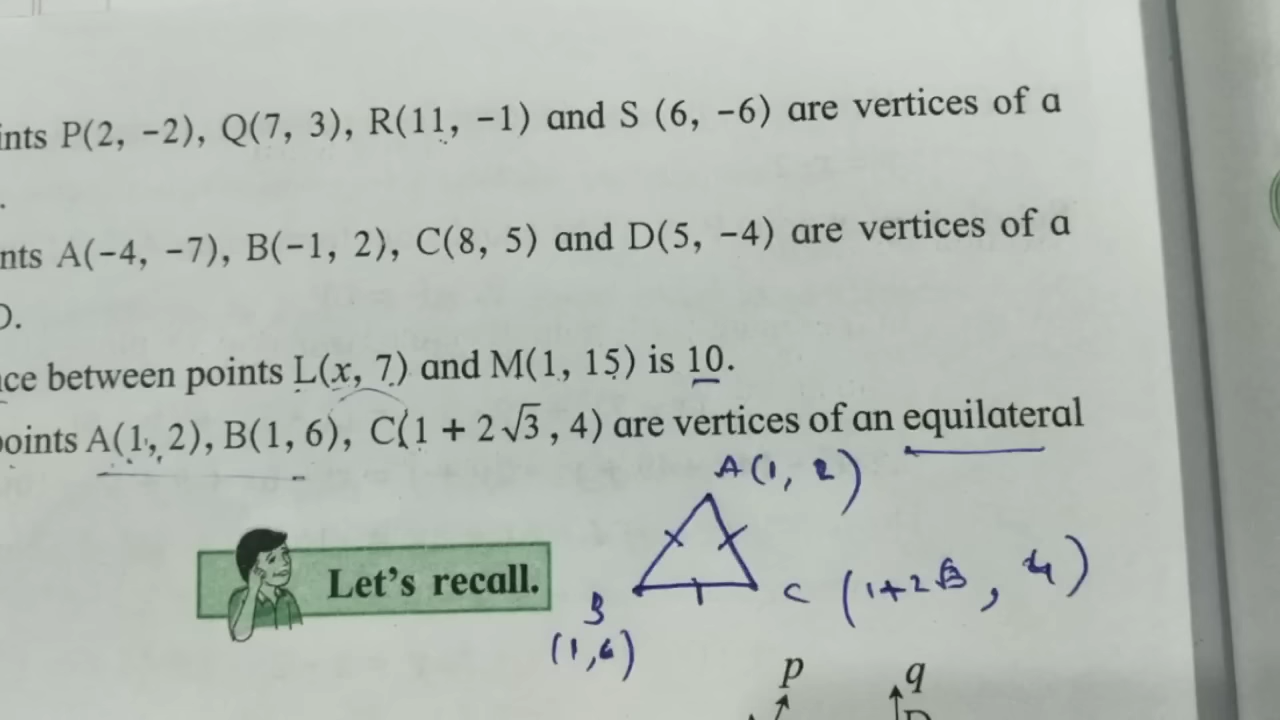 ints P(2, −2), Q(7, 3), R(11, −1) and S (6, −6) are vertices of a
.
nts A(−4, −7), B(−1, 2), C(8, 5) and D(5, −4) are vertices of a
D.
ce between points L(x, 7) and M(1, 15) is 10.
oints A(1, 2), B(1, 6), C(1 + 2√3, 4) are vertices of an equilateral
A(1, 2)
Let's recall.
B
(1,6)
C (1+2√3, 4)
p
q
D